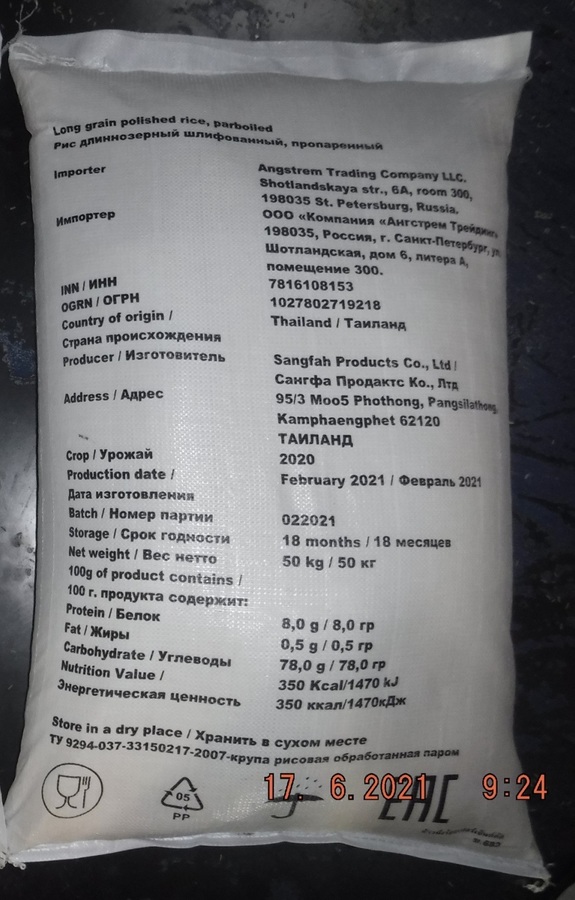 Long grain polished rice, parboiled
Рис длиннозерный шлифованный, пропаренный
Importer Angstrem Trading Company LLC.
Shotlandskaya str., 6A, room 300,
198035 St. Petersburg, Russia.
Импортер ООО «Компания «Ангстрем Трейдинг»,
198035, Россия, г. Санкт-Петербург,
Шотландская, дом 6, литера А,
помещение 300.
INN / ИНН 7816108153
OGRN / ОГРН 1027802719218
Country of origin / Thailand / Таиланд
Страна происхождения
Producer / Изготовитель Sangfah Products Co., Ltd /
Сангфа Продактс Ко., Лтд
Address / Адрес 95/3 Moo5 Phothong, Pangsilathong,
Kamphaengphet 62120
ТАИЛАНД
Crop / Урожай 2020
Production date / February 2021 / Февраль 2021
Дата изготовления
Batch / Номер партии 022021
Storage / Срок годности 18 months / 18 месяцев
Net weight / Вес нетто 50 kg / 50 кг
100g of product contains /
100 г. продукта содержит:
Protein / Белок 8,0 g / 8,0 гр
Fat / Жиры 0,5 g / 0,5 гр
Carbohydrate / Углеводы 78,0 g / 78,0 гр
Nutrition Value / 350 Kcal/1470 kJ
Энергетическая ценность 350 ккал/1470кДж
Store in a dry place / Хранить в сухом месте
ТУ 9294-037-33150217-2007-крупа рисовая обработанная паром
05
PP
EAC
17. 6.2021 9:24